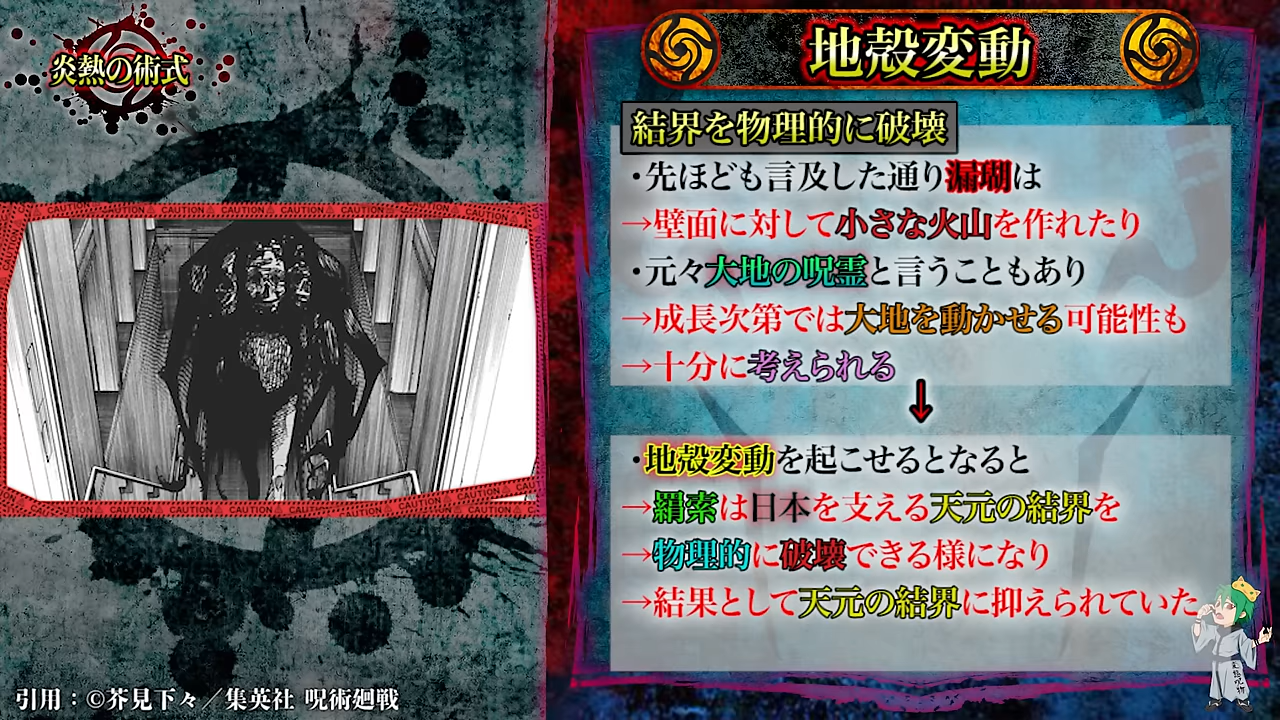 炎熱の術式
地殻変動
結界を物理的に破壊
・先ほども言及した通り漏瑚は
→壁面に対して小さな火山を作れたり
・元々大地の呪霊と言うこともあり
→成長次第では大地を動かせる可能性も
→十分に考えられる
↓
・地殻変動を起こせるとなると
→羂索は日本を支える天元の結界を
→物理的に破壊できる様になり
→結果として天元の結界に抑えられていた
CAUTION CAUTION CAUTION CAUTION CAUTION
引用：©芥見下々／集英社 呪術廻戦